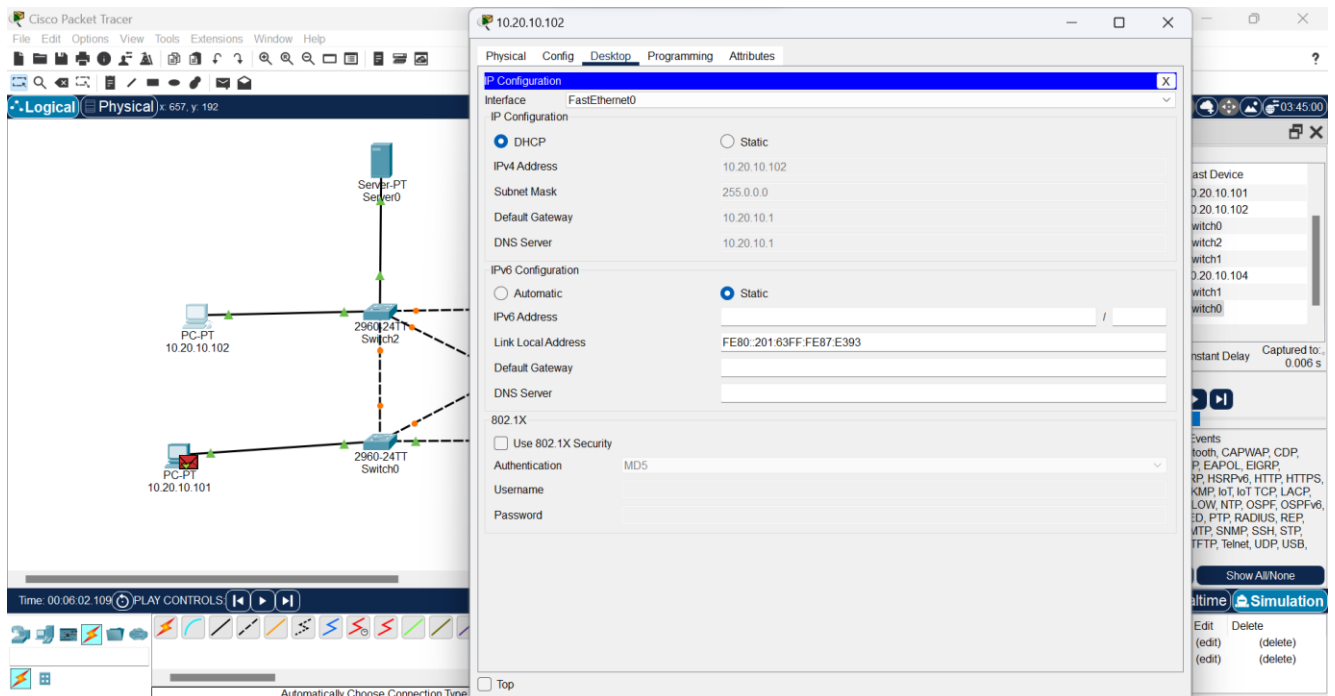 Cisco Packet Tracer
File Edit Options View Tools Extensions Window Help
Logical Physical x: 657, y: 192
Server-PT
Server0
PC-PT
10.20.10.102
2960-24TT
Switch2
2960-24TT
Switch0
PC-PT
10.20.10.101
Time: 00:06:02.109 PLAY CONTROLS:
Automatically Choose Connection Type
10.20.10.102
Physical Config Desktop Programming Attributes
IP Configuration X
Interface FastEthernet0
IP Configuration
DHCP Static
IPv4 Address 10.20.10.102
Subnet Mask 255.0.0.0
Default Gateway 10.20.10.1
DNS Server 10.20.10.1
IPv6 Configuration
Automatic Static
IPv6 Address /
Link Local Address FE80::201:63FF:FE87:E393
Default Gateway
DNS Server
802.1X
Use 802.1X Security
Authentication MD5
Username
Password
Top
?
03:45:00
ast Device
0.20.10.101
0.20.10.102
witch0
witch2
witch1
0.20.10.104
witch1
witch0
nstant Delay Captured to:
0.006 s
Events
tooth, CAPWAP, CDP,
P, EAPOL, EIGRP,
RP, HSRPv6, HTTP, HTTPS,
KMP, IoT, IoT TCP, LACP,
LOW, NTP, OSPF, OSPFv6,
ED, PTP, RADIUS, REP,
MTP, SNMP, SSH, STP,
TFTP, Telnet, UDP, USB,
Show All/None
altime Simulation
Edit Delete
(edit) (delete)
(edit) (delete)